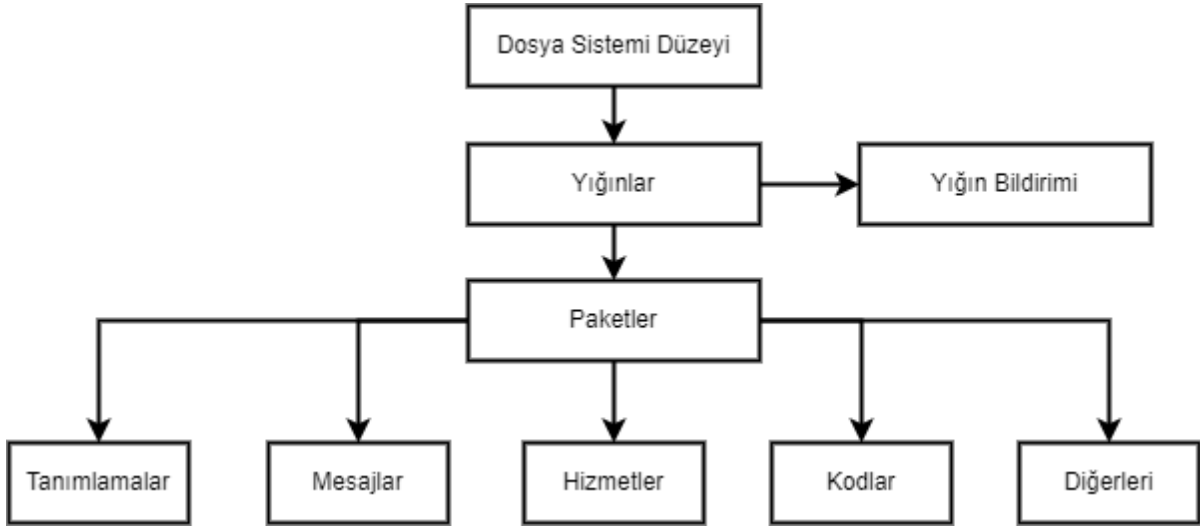 Dosya Sistemi Düzeyi
Yığınlar
Yığın Bildirimi
Paketler
Tanımlamalar
Mesajlar
Hizmetler
Kodlar
Diğerleri